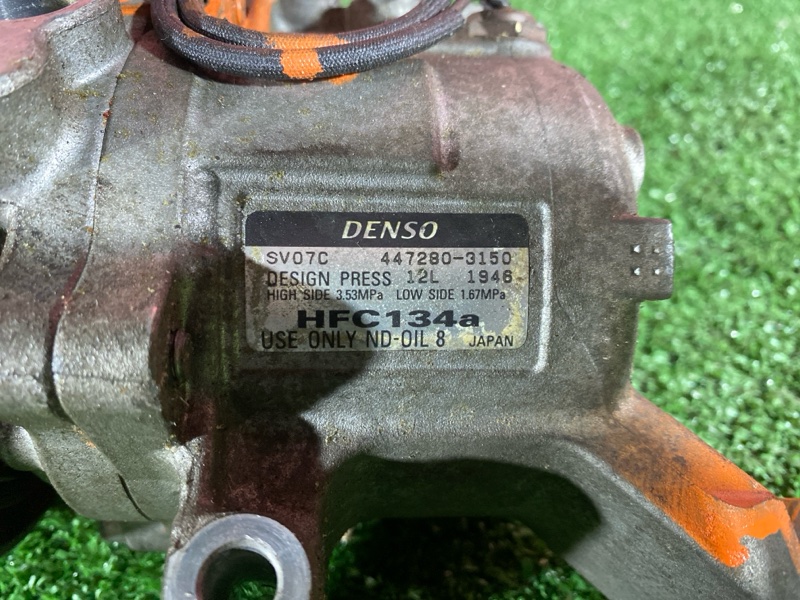 DENSO
SV07C 447280-3150
DESIGN PRESS 12L 1946
HIGH SIDE 3.53MPa LOW SIDE 1.67MPa
HFC134a
USE ONLY ND-OIL 8 JAPAN